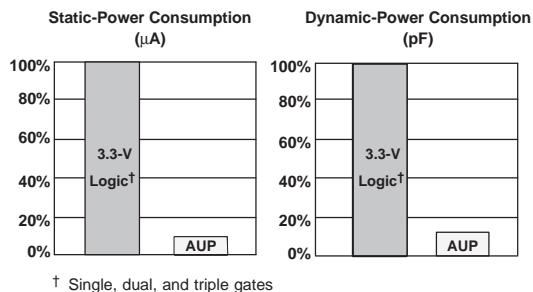 Static-Power Consumption
(μA)
100%
80%
60%
40%
20%
0%
3.3-V
Logic†
AUP
Dynamic-Power Consumption
(pF)
100%
80%
60%
40%
20%
0%
3.3-V
Logic†
AUP
† Single, dual, and triple gates